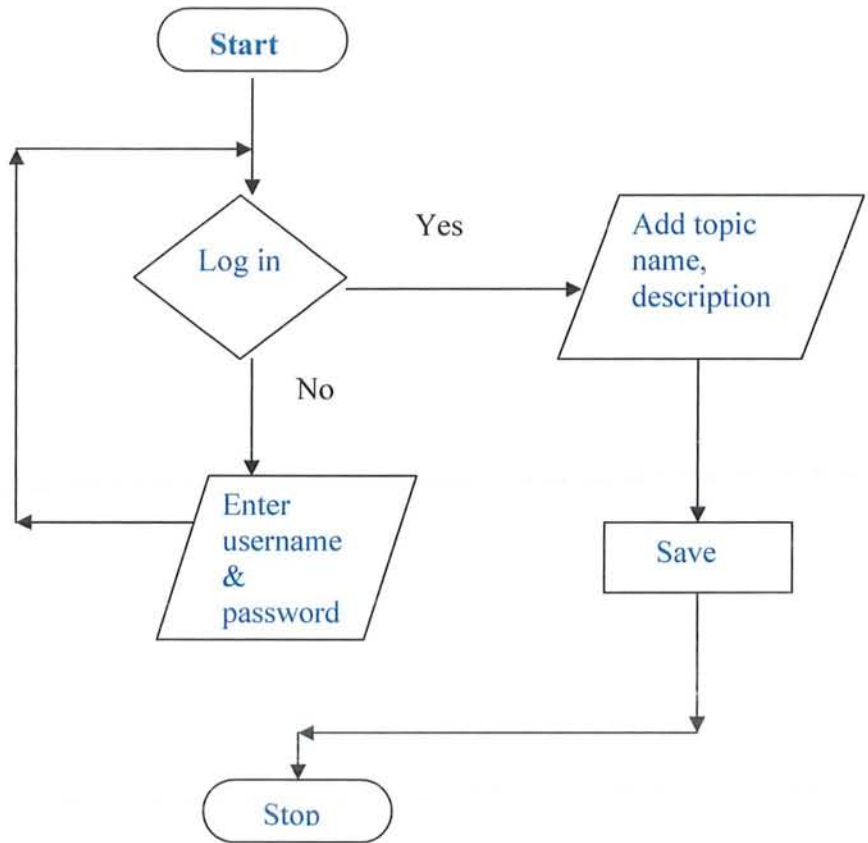 Start
Yes
Log in
Add topic
name,
description
No
Enter
username
&
password
Save
Stop